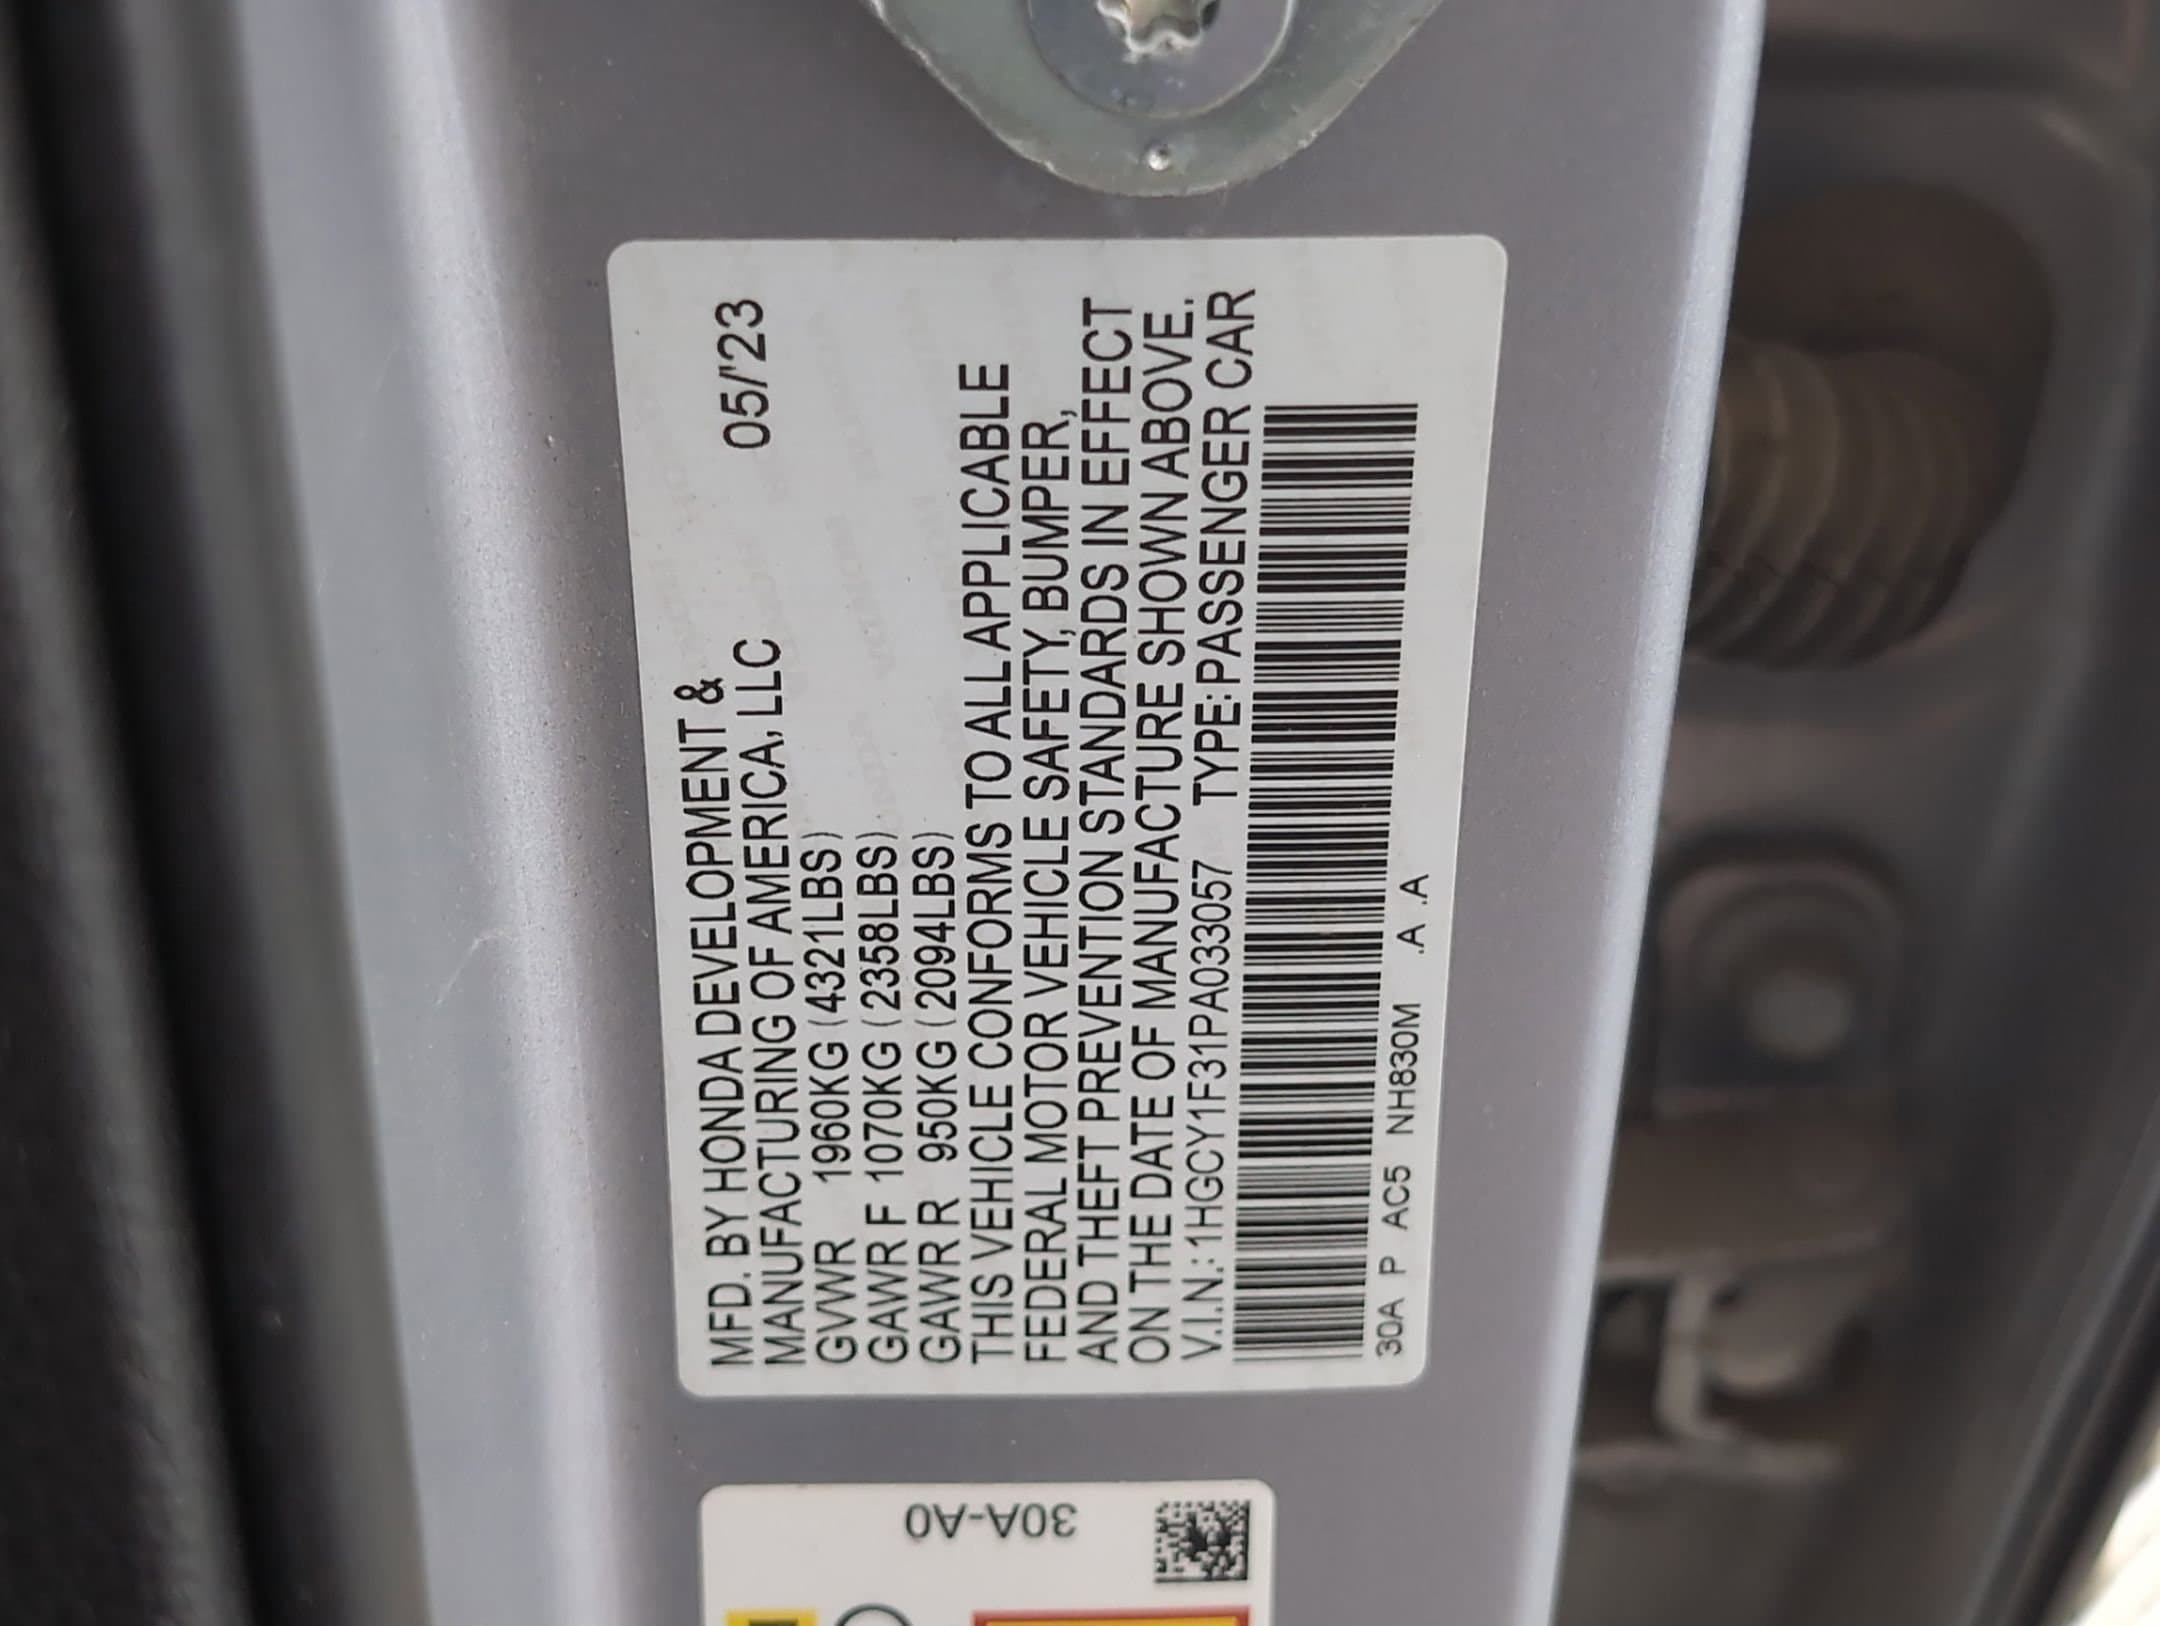 MFD. BY HONDA DEVELOPMENT &
MANUFACTURING OF AMERICA, LLC 05/'23
GVWR 1960KG (4321LBS)
GAWR F 1070KG (2358LBS)
GAWR R 950KG (2094LBS)
THIS VEHICLE CONFORMS TO ALL APPLICABLE
FEDERAL MOTOR VEHICLE SAFETY, BUMPER,
AND THEFT PREVENTION STANDARDS IN EFFECT
ON THE DATE OF MANUFACTURE SHOWN ABOVE.
V.I.N.: 1HGCY1F31PA033057 TYPE: PASSENGER CAR
30A P AC5 NH830M .A .A
30A-A0